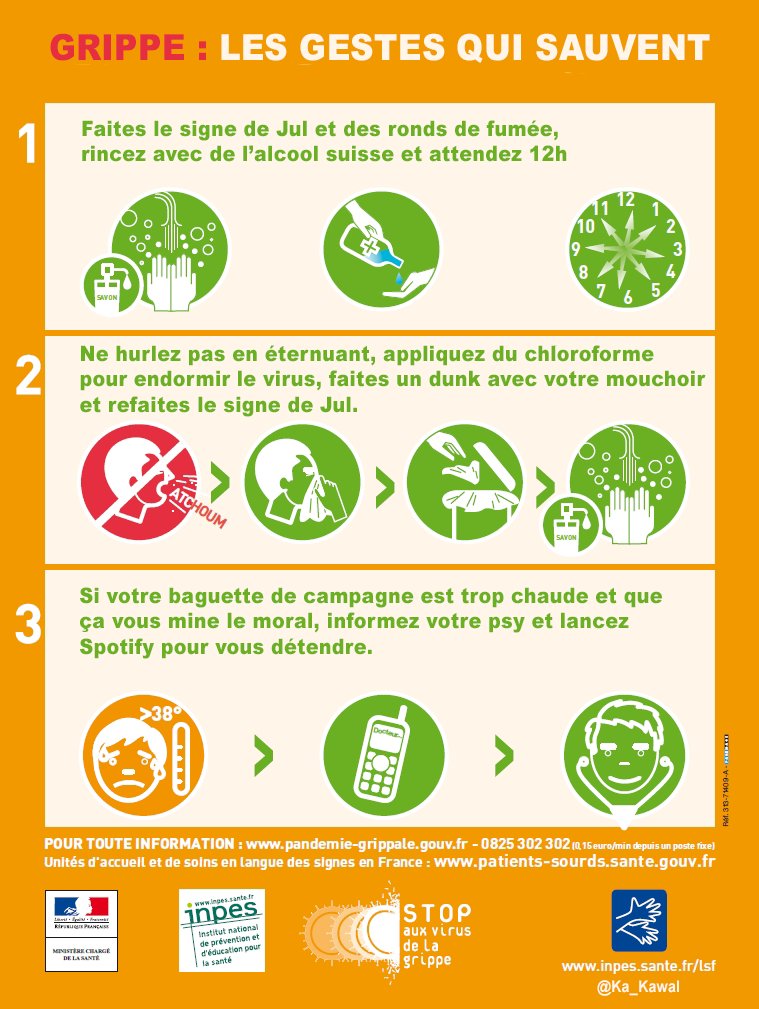 GRIPPE : LES GESTES QUI SAUVENT
1
Faites le signe de Jul et des ronds de fumée,
rincez avec de l'alcool suisse et attendez 12h
SAVON
12
11 1
10 2
9 3
8 4
7 5
6
2
Ne hurlez pas en éternuant, appliquez du chloroforme
pour endormir le virus, faites un dunk avec votre mouchoir
et refaites le signe de Jul.
ATCHOUM
>
>
>
SAVON
3
Si votre baguette de campagne est trop chaude et que
ça vous mine le moral, informez votre psy et lancez
Spotify pour vous détendre.
>38°
>
Docteur...
>
Réf. 313-71409-A -
POUR TOUTE INFORMATION : www.pandemie-grippale.gouv.fr - 0825 302 302 (0,15 euro/min depuis un poste fixe)
Unités d'accueil et de soins en langue des signes en France : www.patients-sourds.sante.gouv.fr
Liberté • Égalité • Fraternité
RÉPUBLIQUE FRANÇAISE
MINISTÈRE CHARGÉ
DE LA SANTÉ
www.inpes.sante.fr
inpes
Institut national
de prévention et
d'éducation pour
la santé
STOP
aux virus
de la
grippe
www.inpes.sante.fr/lsf
@Ka_Kawal